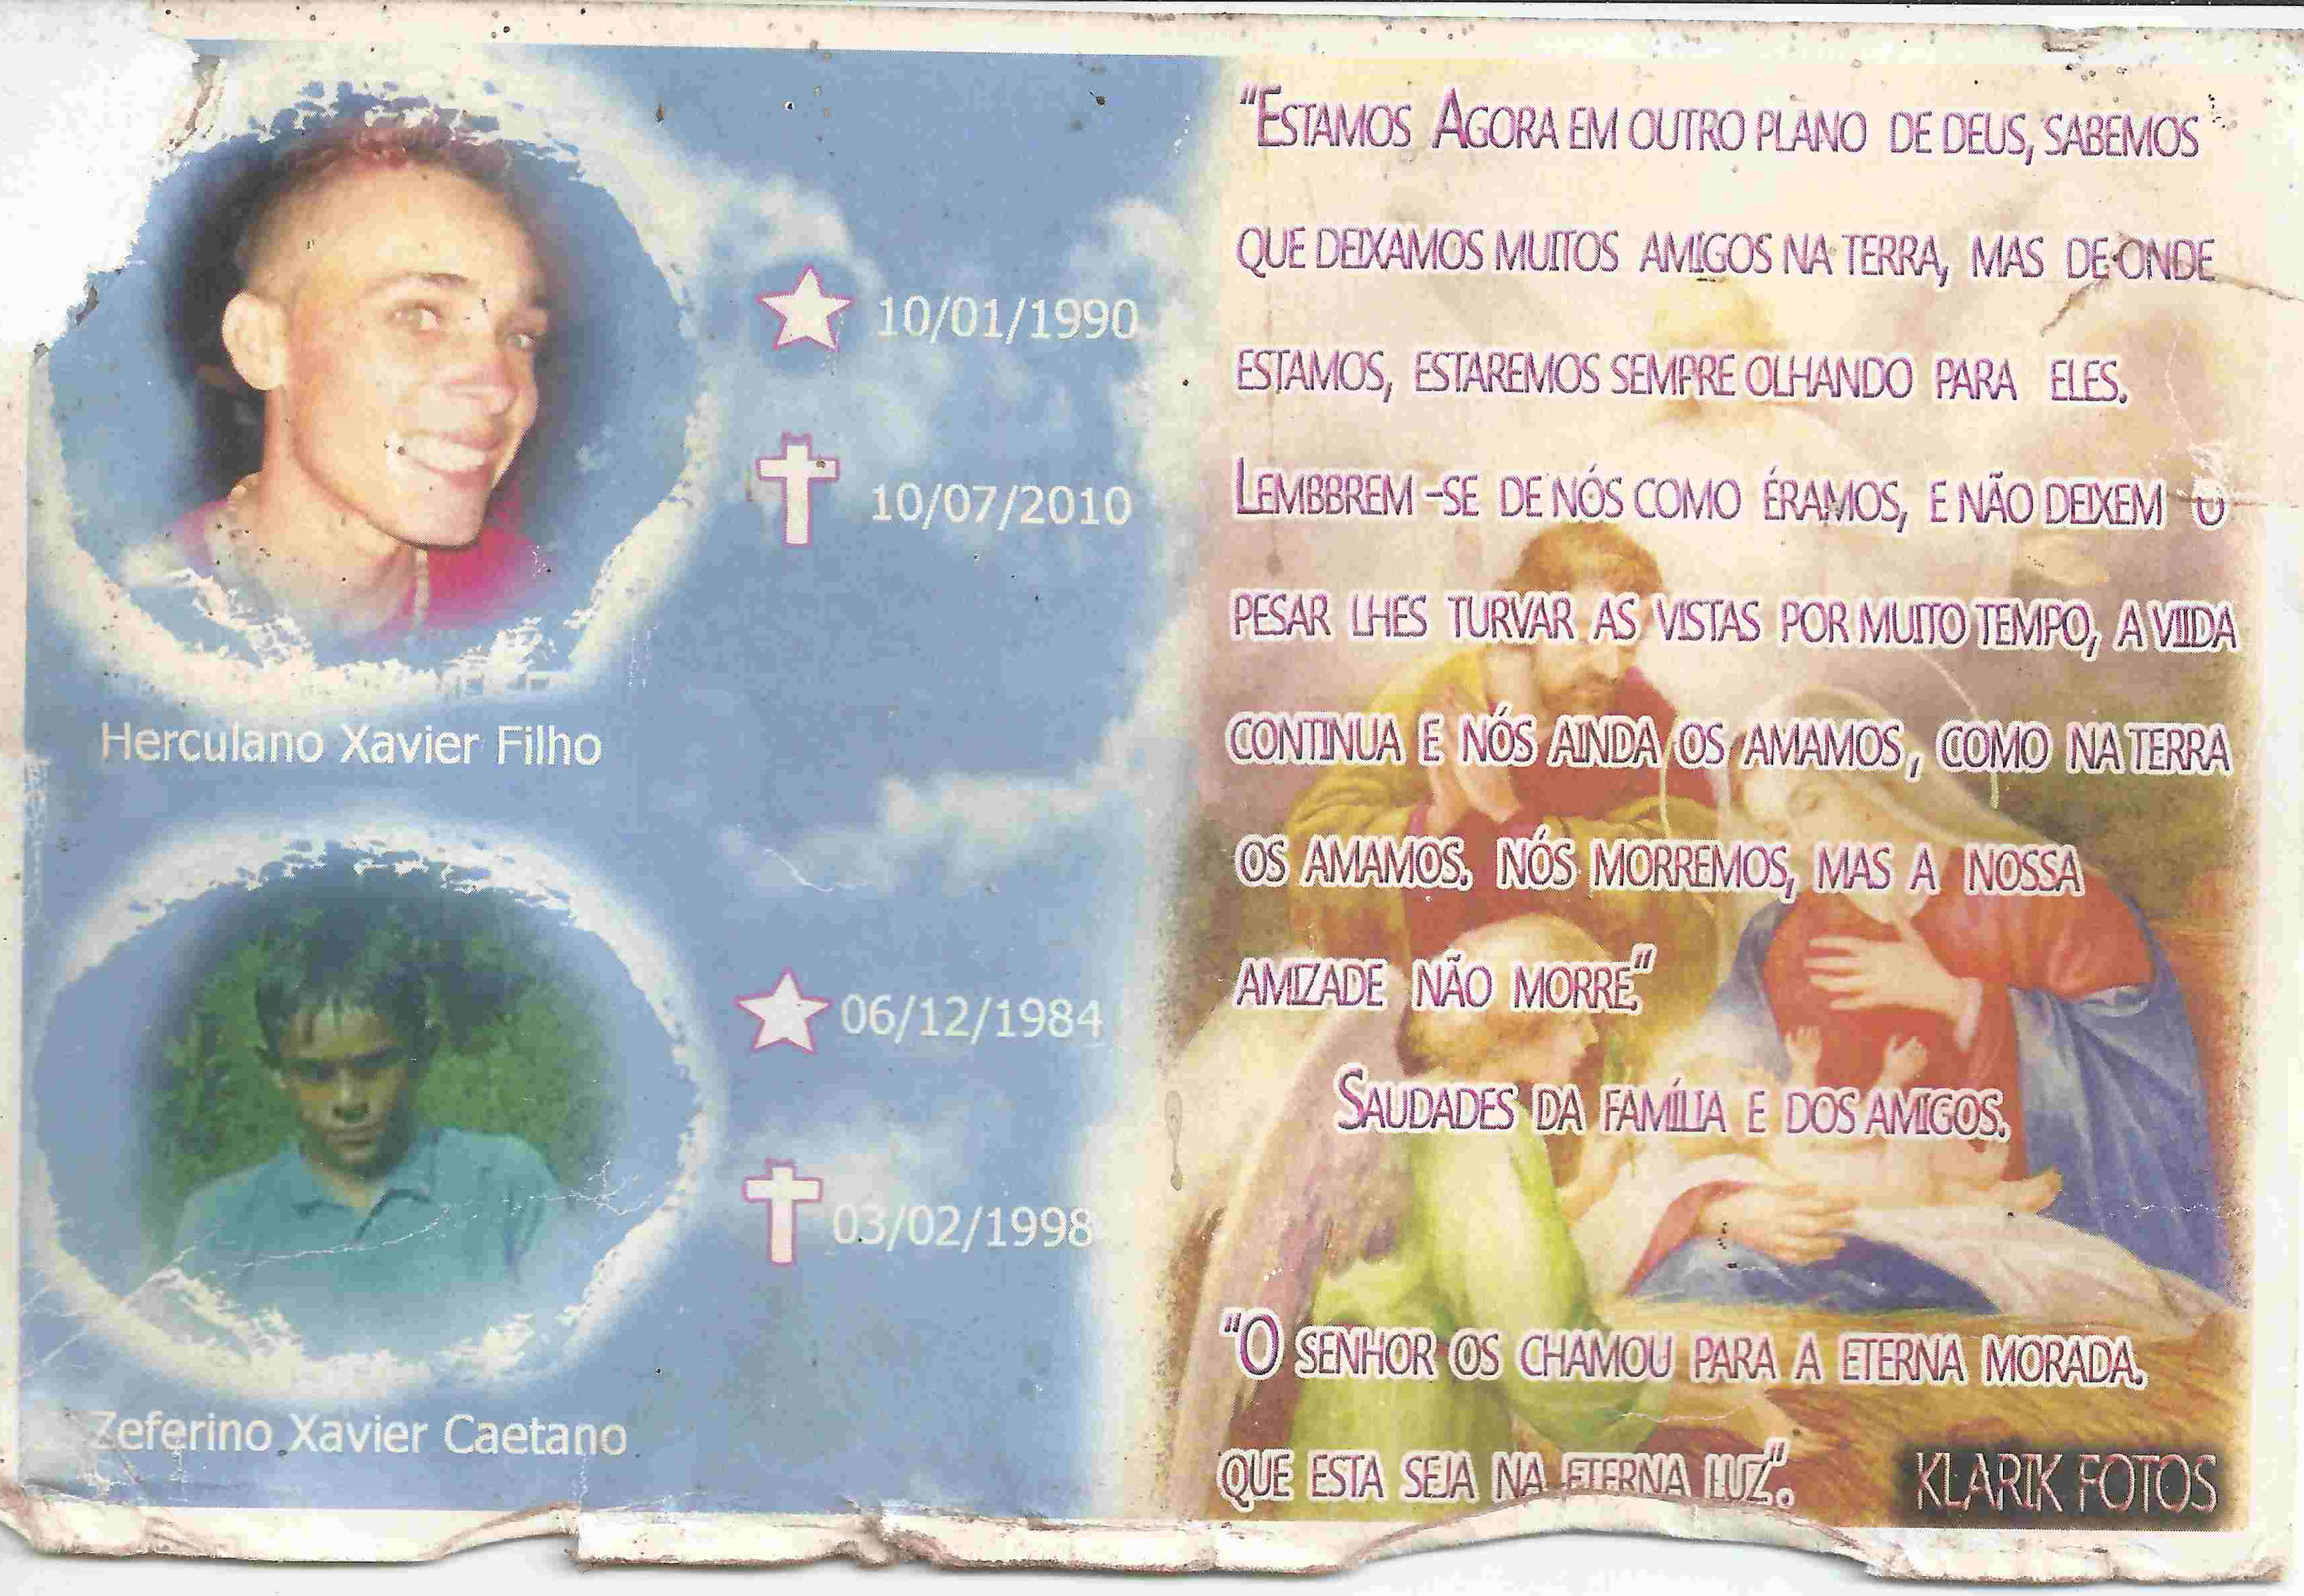 10/01/1990
10/07/2010
Herculano Xavier Filho
06/12/1984
03/02/1998
Zeferino Xavier Caetano
"ESTAMOS AGORA EM OUTRO PLANO DE DEUS, SABEMOS
QUE DEIXAMOS MUITOS AMIGOS NA TERRA, MAS DE ONDE
ESTAMOS, ESTAREMOS SEMPRE OLHANDO PARA ELES.
LEMBBREM-SE DE NÓS COMO ÉRAMOS, E NÃO DEIXEM O
PESAR LHES TURVAR AS VISTAS POR MUITO TEMPO, A VIIDA
CONTINUA E NÓS AINDA OS AMAMOS, COMO NA TERRA
OS AMAMOS. NÓS MORREMOS, MAS A NOSSA
AMIZADE NÃO MORRE."
SAUDADES DA FAMÍLIA E DOS AMIGOS.
"O SENHOR OS CHAMOU PARA A ETERNA MORADA.
QUE ESTA SEJA NA ETERNA LUZ".
KLARIK FOTOS